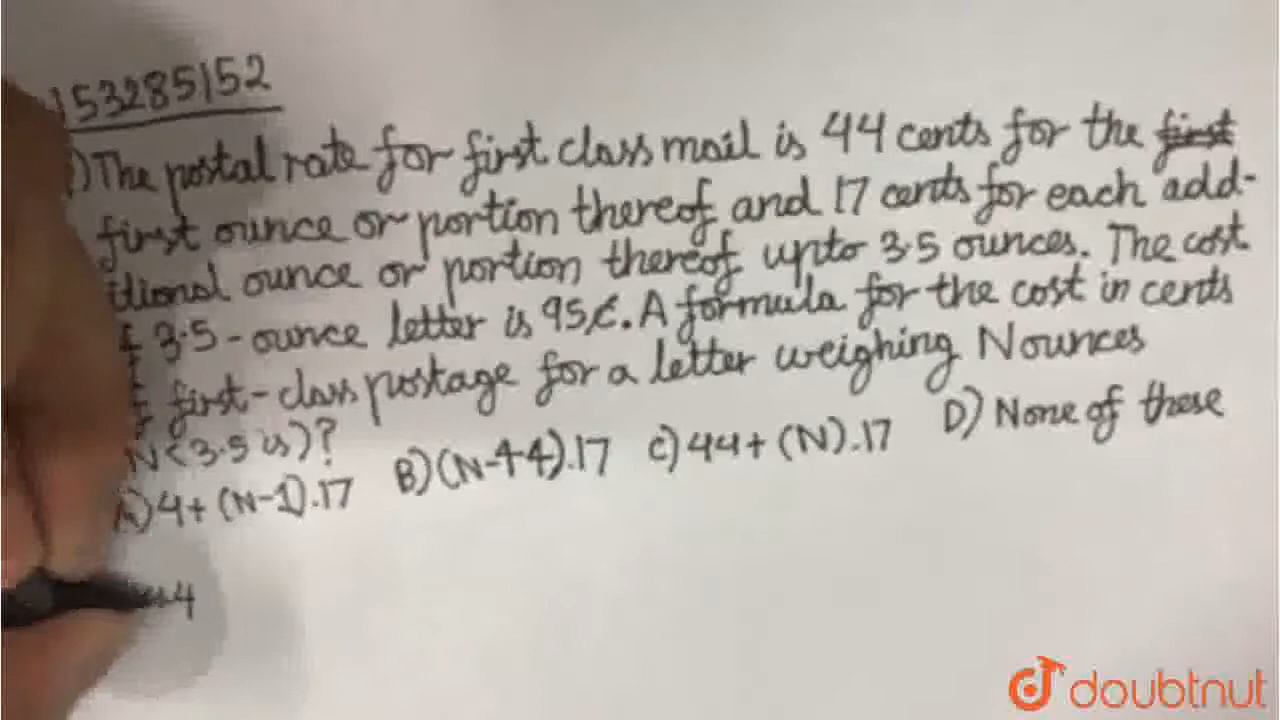 153285152
)The postal rate for first class mail is 44 cents for the first
first ounce or portion thereof and 17 cents for each add-
itional ounce or portion thereof upto 3.5 ounces. The cost
f 3.5-ounce letter is 95¢. A formula for the cost in cents
f first-class postage for a letter weighing N ounces
N<3.5 is)?
A) 4+(N-1).17 B)(N-44).17 C)44+(N).17 D)None of these
4
doubtnut